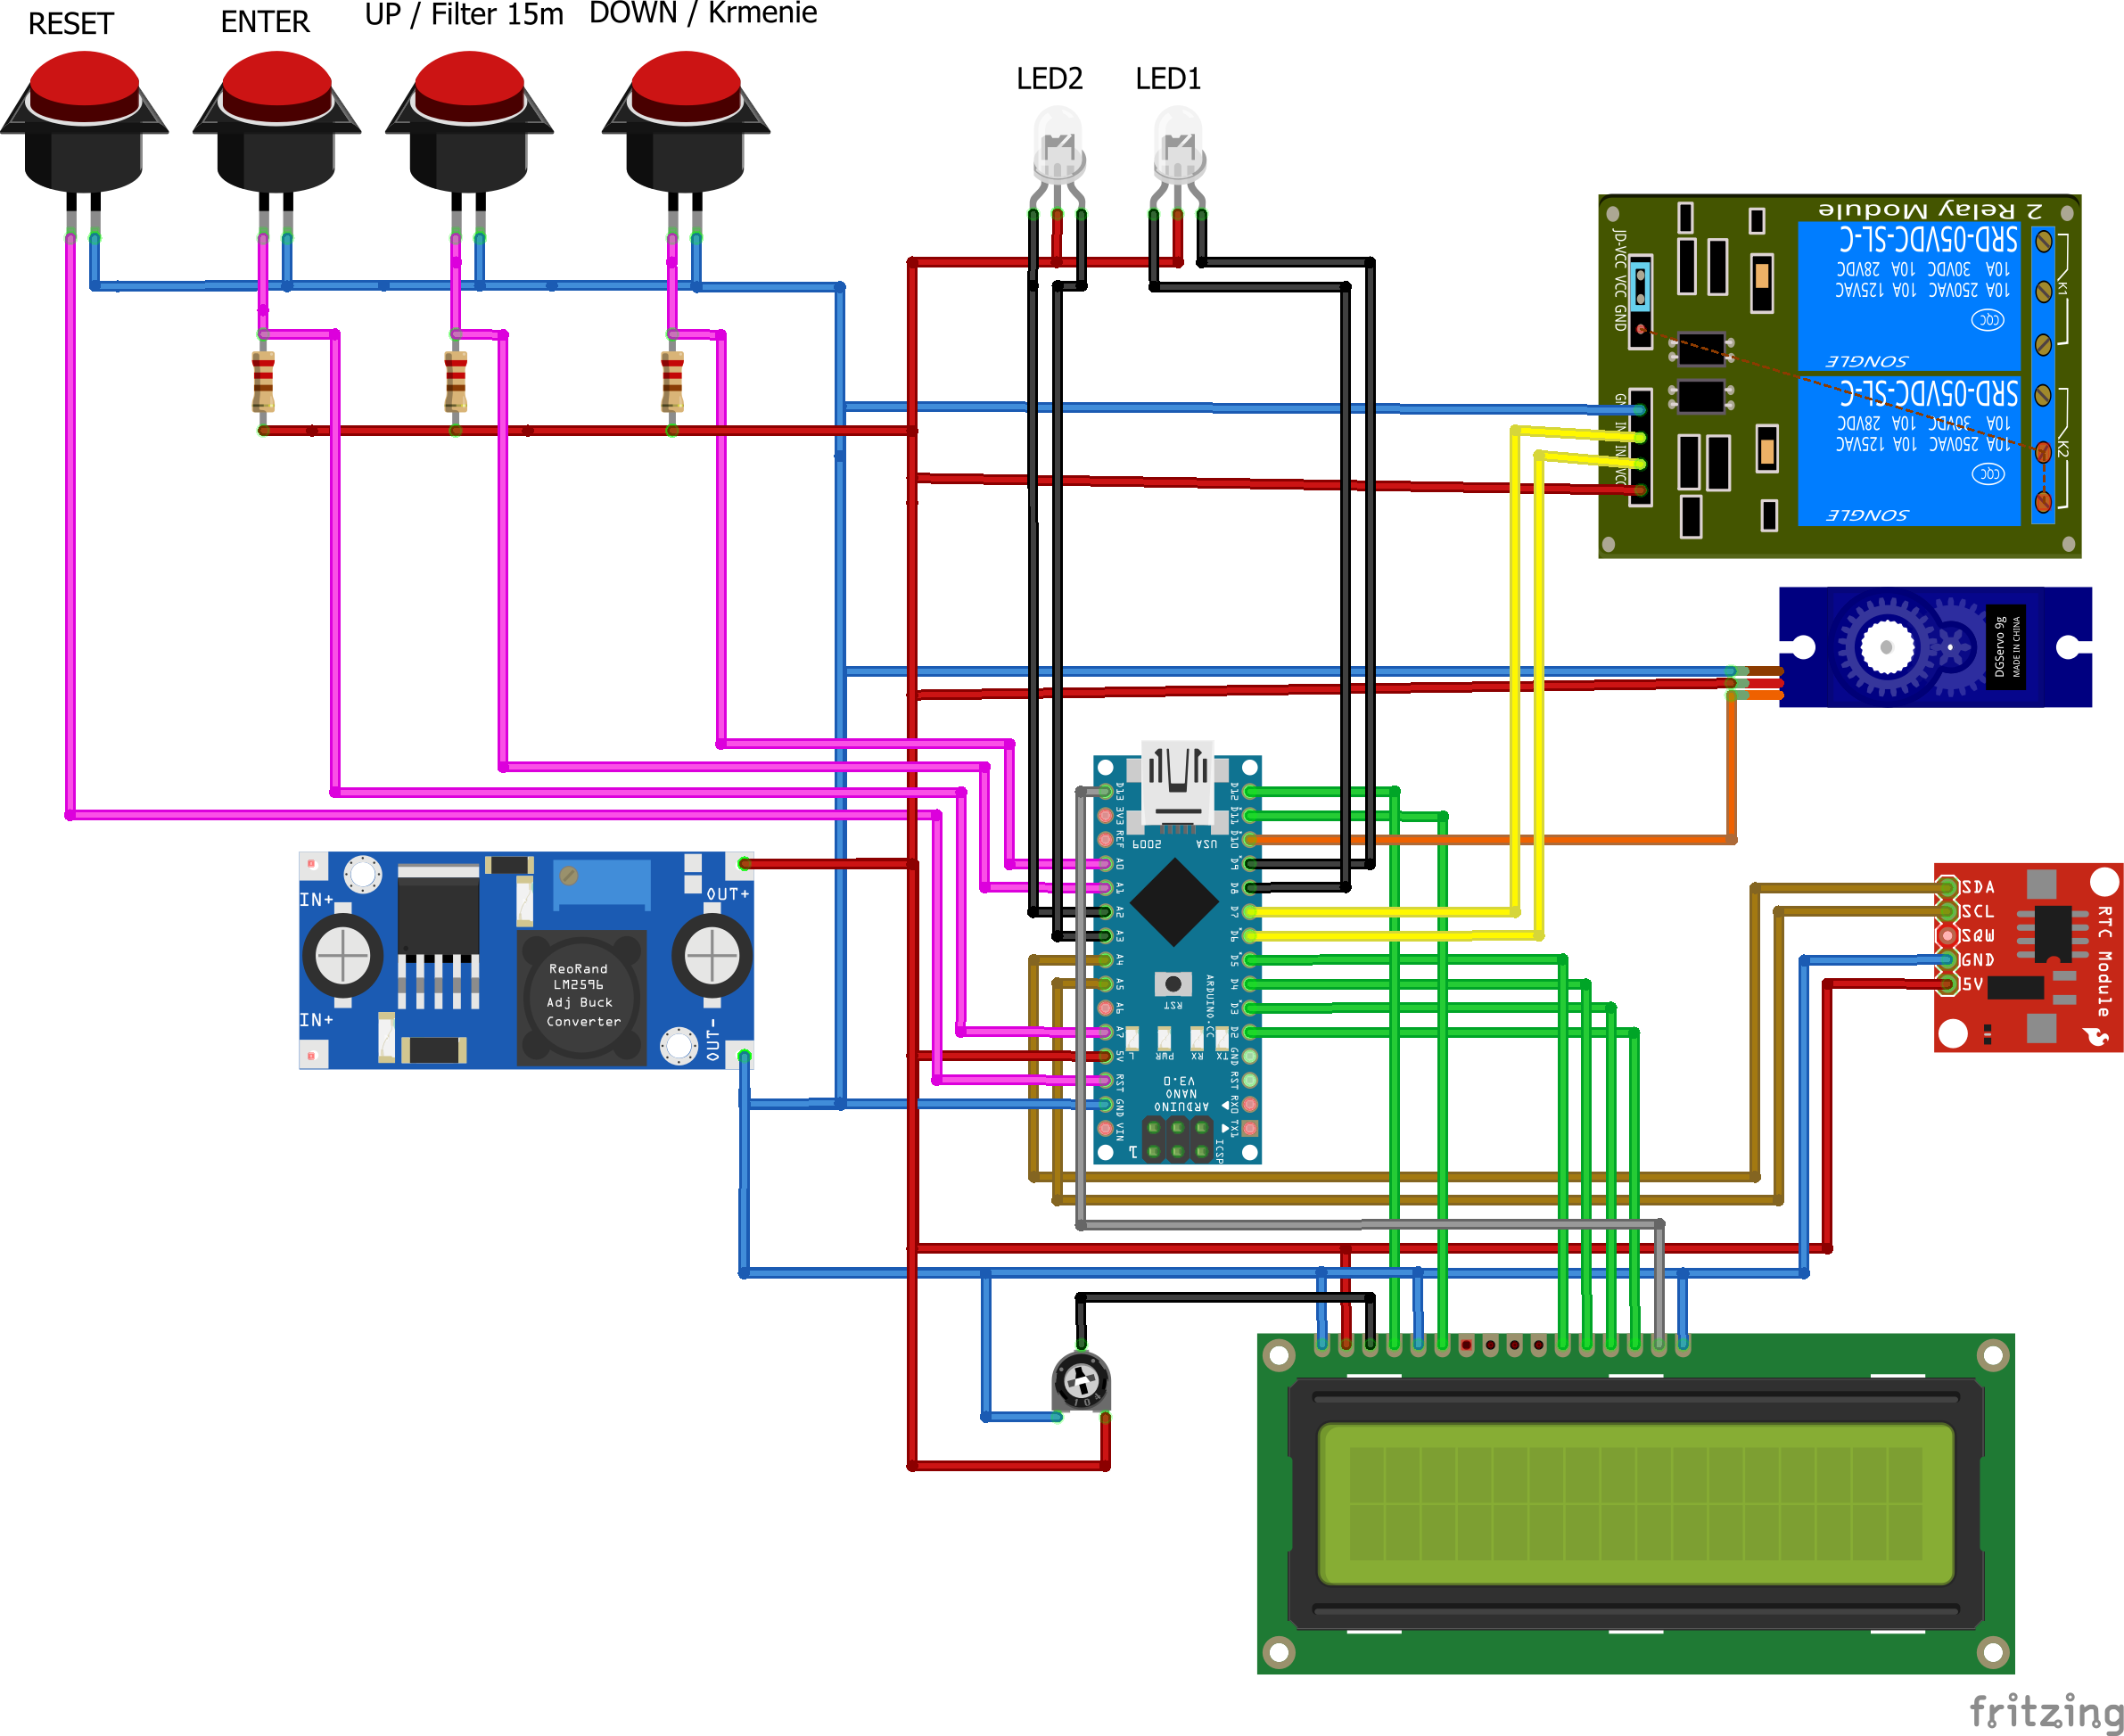 RESET
ENTER
UP / Filter 15m
DOWN / Krmenie
LED2
LED1
2 Relay Module
JD-VCC VCC GND
SRD-05VDC-SL-C
10A 30VDC 10A 28VDC
10A 250VAC 10A 125VAC
CQC
SONGLE
K1
SRD-05VDC-SL-C
10A 30VDC 10A 28VDC
10A 250VAC 10A 125VAC
CQC
SONGLE
K2
VCC
DGServo 9g
MADE IN CHINA
D13
3V3
REF
A0
A1
A2
A3
A4
A5
A6
A7
5V
RST
GND
VIN
D12
D11
D10
D9
D8
D7
D6
D5
D4
D3
D2
GND
RST
RX0
TX1
USA
2009
RST
ARDUINO.CC
TX
RX
PWR
L
ARDUINO
NANO
V3.0
ICSP
1
IN+
IN+
OUT+
OUT-
ReoRand
LM2596
Adj Buck
Converter
SDA
SCL
SQW
GND
5V
RTC Module
104
fritzing